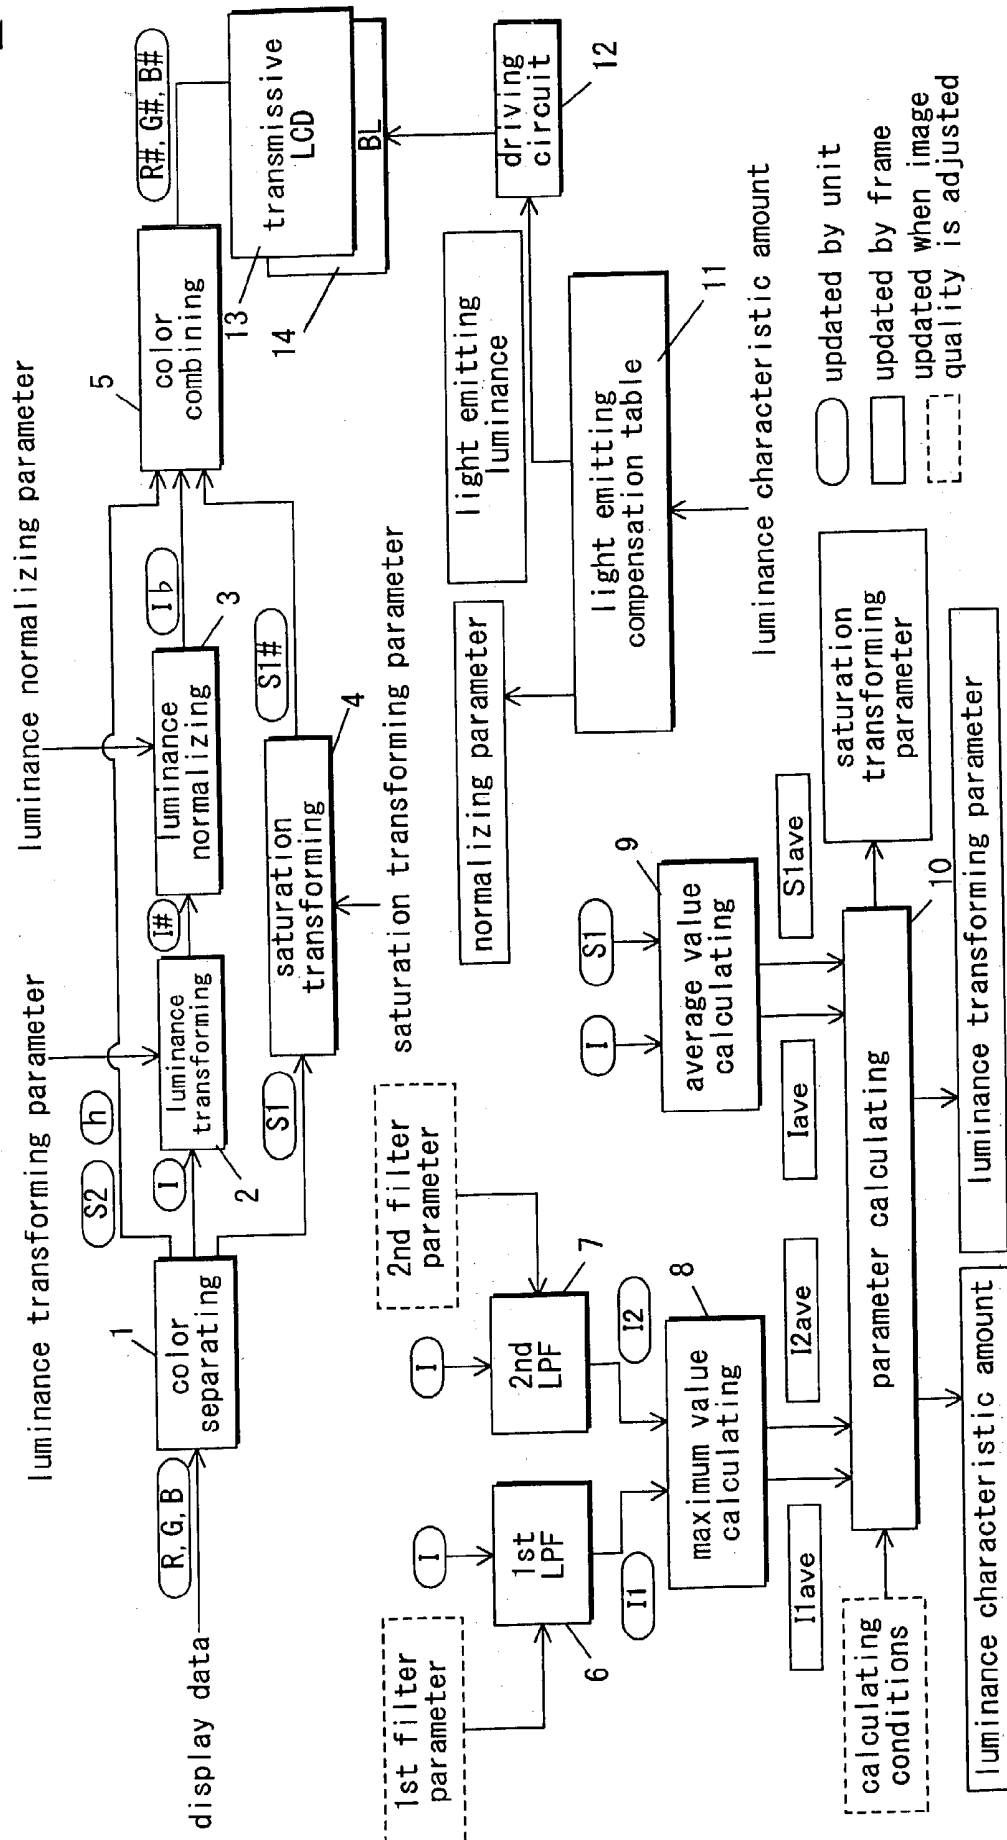 luminance transforming parameter
luminance normalizing parameter
S2
h
R#, G#, B#
1
color
separating
R, G, B
display data
I
luminance
transforming
2
I#
luminance
normalizing
3
I♭
5
color
combining
13
transmissive
LCD
14
BL
S1
saturation
transforming
4
S1#
saturation transforming parameter
1st filter
parameter
I
1st
LPF
6
I1
2nd filter
parameter
I
2nd
LPF
7
I2
maximum value
calculating
8
I1ave
I2ave
I
S1
average value
calculating
9
Iave
S1ave
calculating
conditions
parameter calculating
10
luminance characteristic amount
luminance transforming parameter
saturation
transforming
parameter
normalizing parameter
light emitting
luminance
driving
circuit
12
light emitting
compensation table
11
luminance characteristic amount
updated by unit
updated by frame
updated when image
quality is adjusted